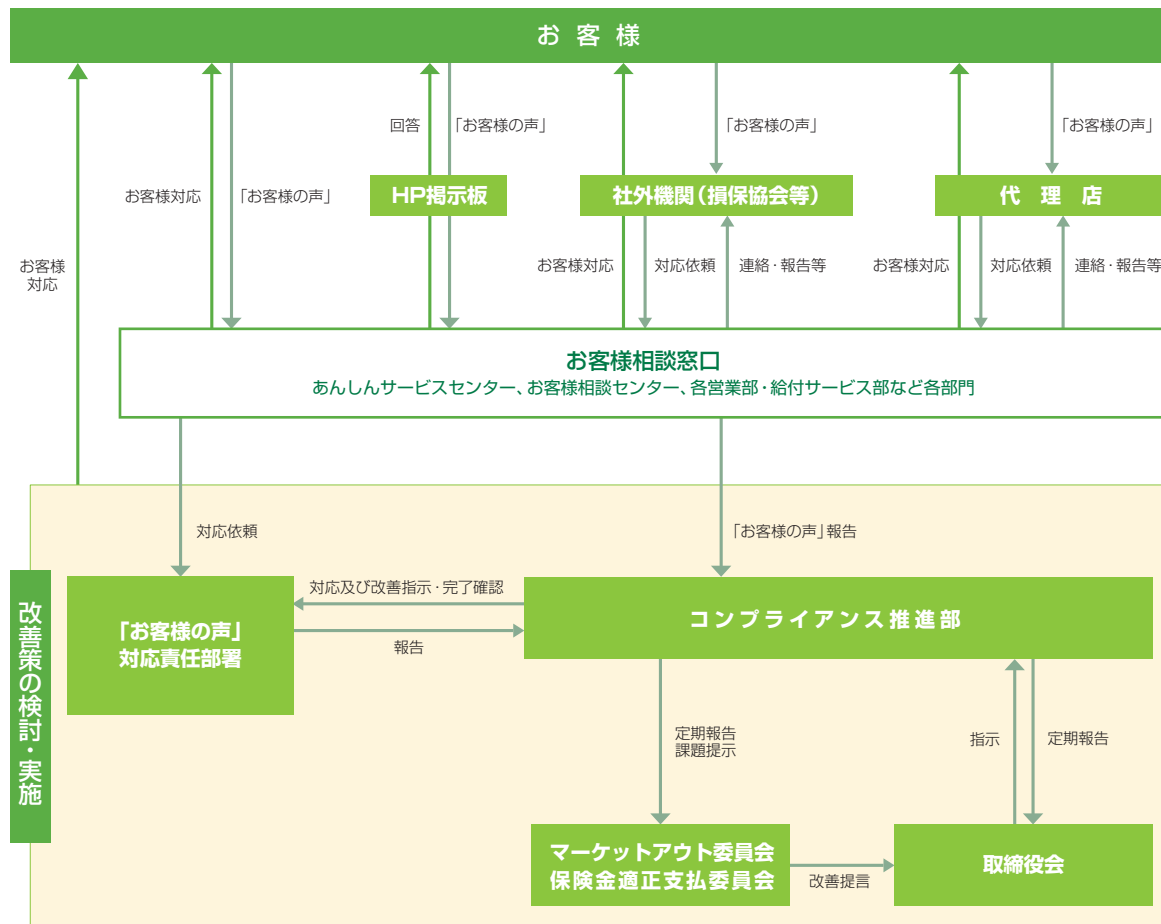 お客様
回答
「お客様の声」
「お客様の声」
「お客様の声」
お客様対応
「お客様の声」
HP掲示板
社外機関(損保協会等)
代理店
お客様
対応
お客様対応
対応依頼
連絡・報告等
お客様対応
対応依頼
連絡・報告等
お客様相談窓口
あんしんサービスセンター、お客様相談センター、各営業部・給付サービス部など各部門
対応依頼
「お客様の声」報告
改善策の検討・実施
「お客様の声」
対応責任部署
対応及び改善指示・完了確認
報告
コンプライアンス推進部
定期報告
課題提示
指示
定期報告
マーケットアウト委員会
保険金適正支払委員会
改善提言
取締役会